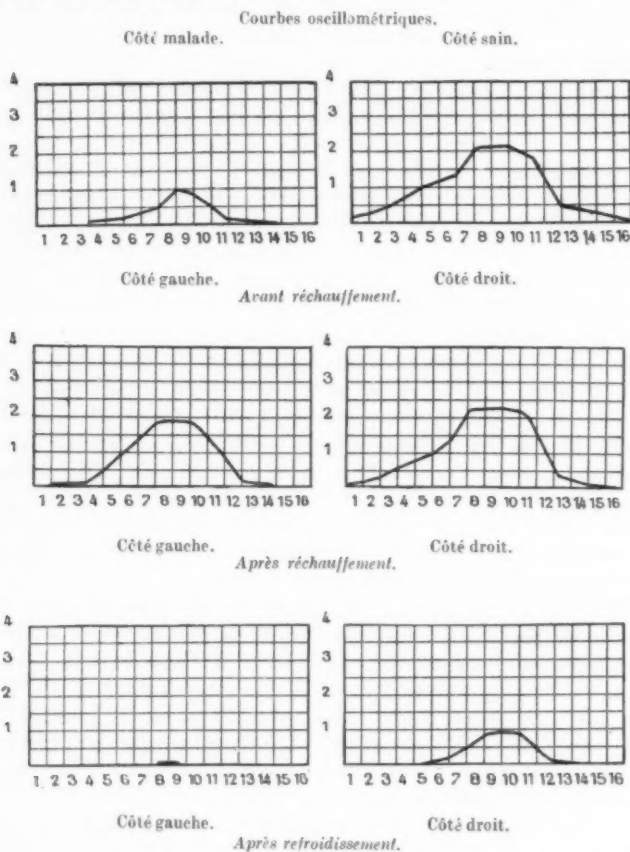 Courbes oscillométriques.
Côté malade. Côté sain.
4 4
3 3
2 2
1 1
1 2 3 4 5 6 7 8 9 10 11 12 13 14 15 16 1 2 3 4 5 6 7 8 9 10 11 12 13 14 15 16
Côté gauche. Côté droit.
Avant réchauffement.
4 4
3 3
2 2
1 1
1 2 3 4 5 6 7 8 9 10 11 12 13 14 15 16 1 2 3 4 5 6 7 8 9 10 11 12 13 14 15 16
Côté gauche. Côté droit.
Après réchauffement.
4 4
3 3
2 2
1 1
1 2 3 4 5 6 7 8 9 10 11 12 13 14 15 16 1 2 3 4 5 6 7 8 9 10 11 12 13 14 15 16
Côté gauche. Côté droit.
Après refroidissement.